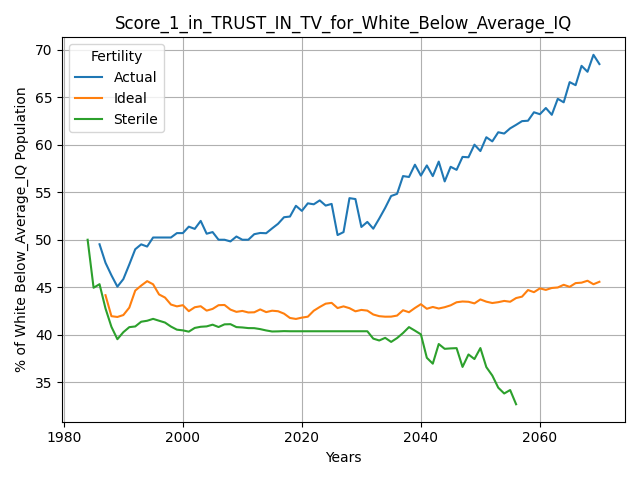 Score_1_in_TRUST_IN_TV_for_White_Below_Average_IQ
% of White Below_Average_IQ Population
70
65
60
55
50
45
40
35
Fertility
Actual
Ideal
Sterile
1980 2000 2020 2040 2060
Years